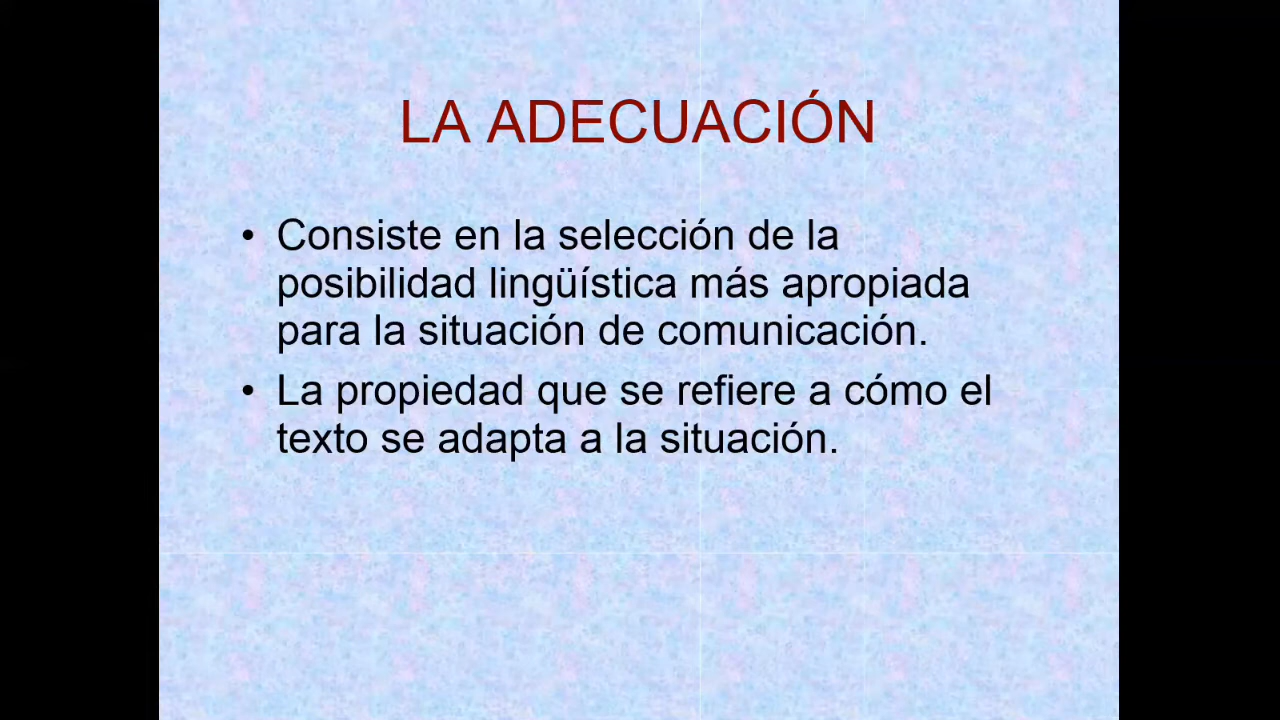 LA ADECUACIÓN
• Consiste en la selección de la
posibilidad lingüística más apropiada
para la situación de comunicación.
• La propiedad que se refiere a cómo el
texto se adapta a la situación.